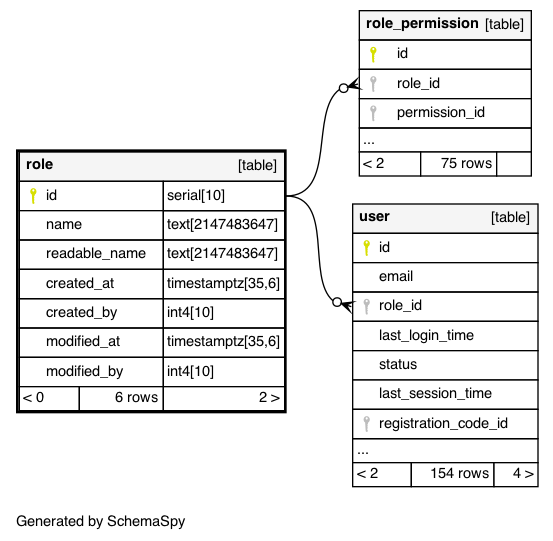 role_permission [table]
id
role_id
permission_id
...
< 2 75 rows
role [table]
id serial[10]
name text[2147483647]
readable_name text[2147483647]
created_at timestamptz[35,6]
created_by int4[10]
modified_at timestamptz[35,6]
modified_by int4[10]
< 0 6 rows 2 >
user [table]
id
email
role_id
last_login_time
status
last_session_time
registration_code_id
...
< 2 154 rows 4 >
Generated by SchemaSpy